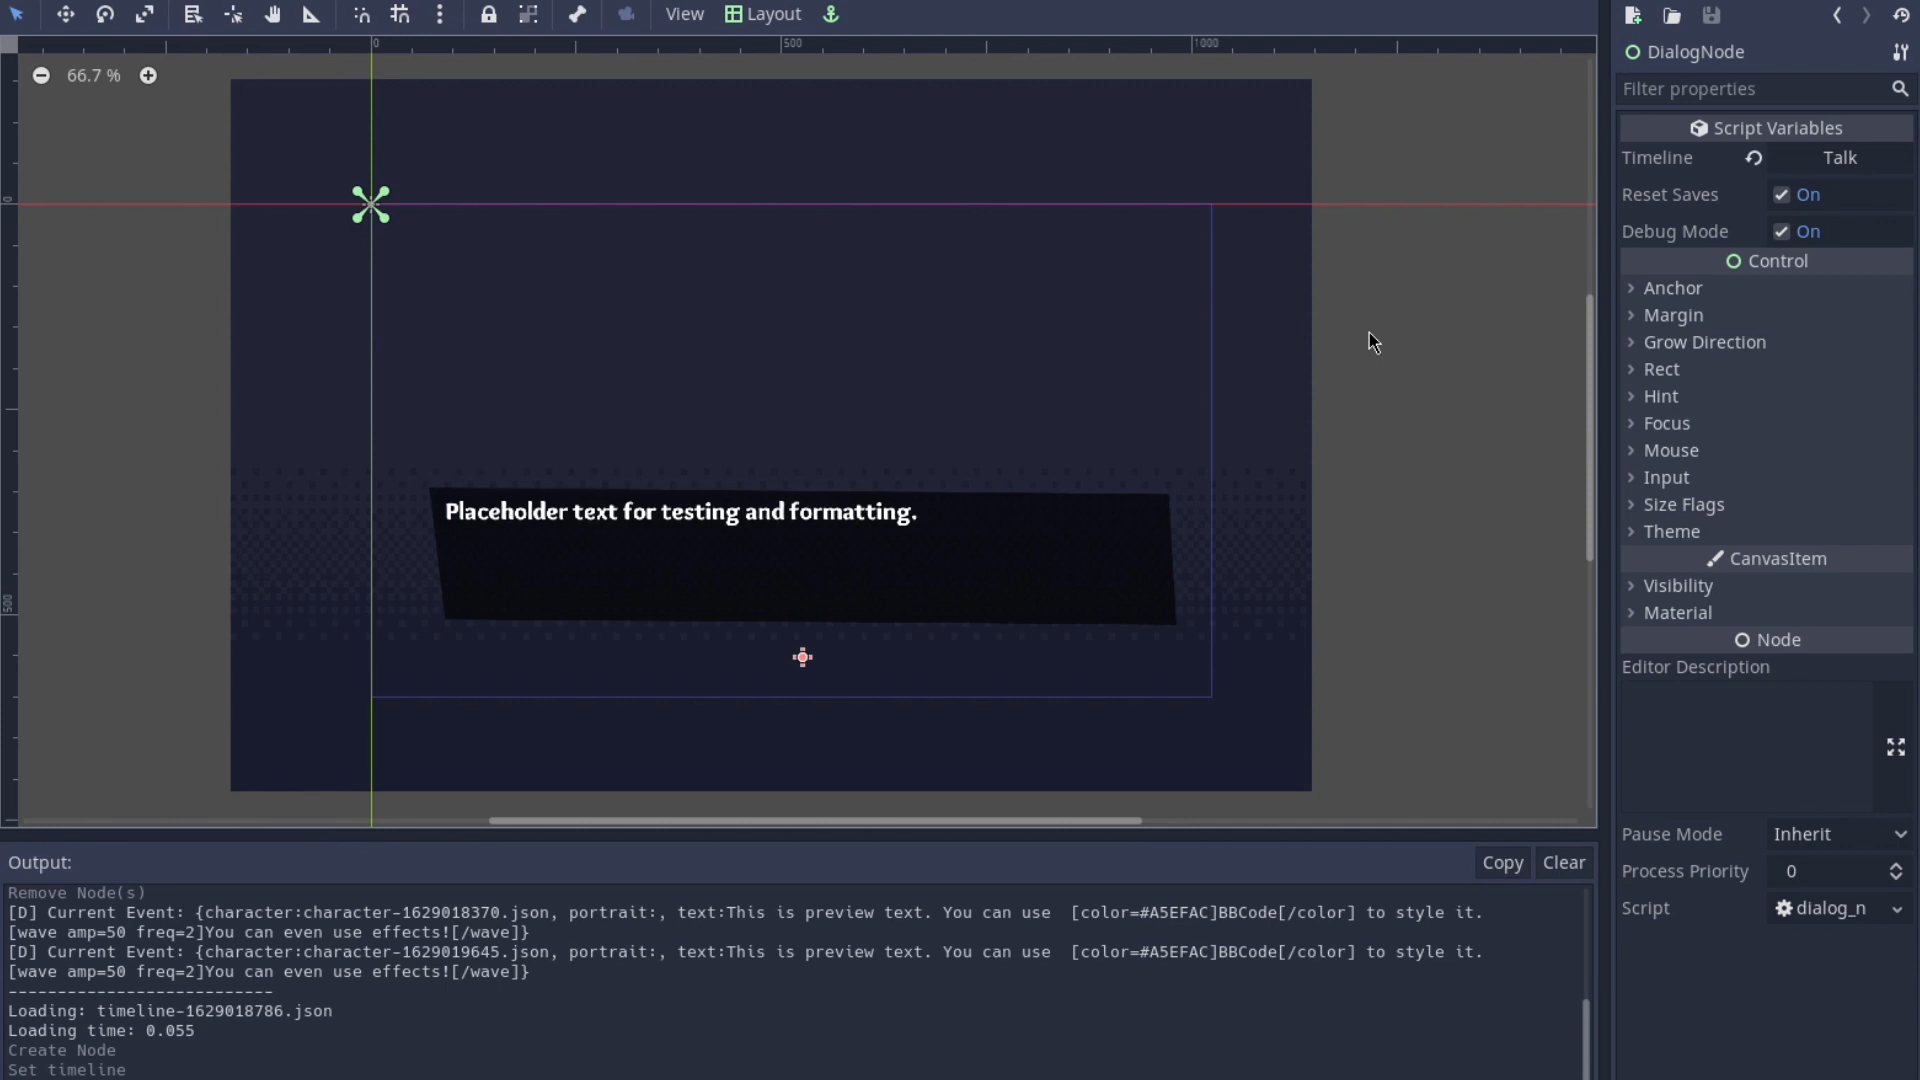 View Layout
DialogNode
0 500 1000
66.7 %
Filter properties
Script Variables
Timeline Talk
Reset Saves On
Debug Mode On
0
Control
Anchor
Margin
Grow Direction
Rect
Hint
Focus
Mouse
Input
Size Flags
Theme
Placeholder text for testing and formatting.
CanvasItem
Visibility
Material
500
Node
Editor Description
Pause Mode Inherit
Process Priority 0
Script dialog_n
Output: Copy Clear
Remove Node(s)
[D] Current Event: {character:character-1629018370.json, portrait:, text:This is preview text. You can use  [color=#A5EFAC]BBCode[/color] to style it.
[wave amp=50 freq=2]You can even use effects![/wave]}
[D] Current Event: {character:character-1629019645.json, portrait:, text:This is preview text. You can use  [color=#A5EFAC]BBCode[/color] to style it.
[wave amp=50 freq=2]You can even use effects![/wave]}
---------------------------
Loading: timeline-1629018786.json
Loading time: 0.055
Create Node
Set timeline